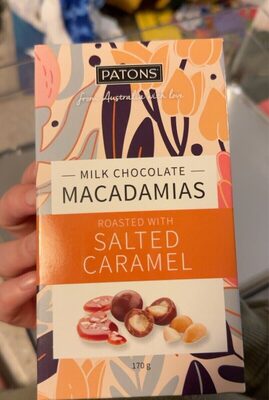 PATONS
from Australia with love
MILK CHOCOLATE
MACADAMIAS
ROASTED WITH
SALTED
CARAMEL
170 g